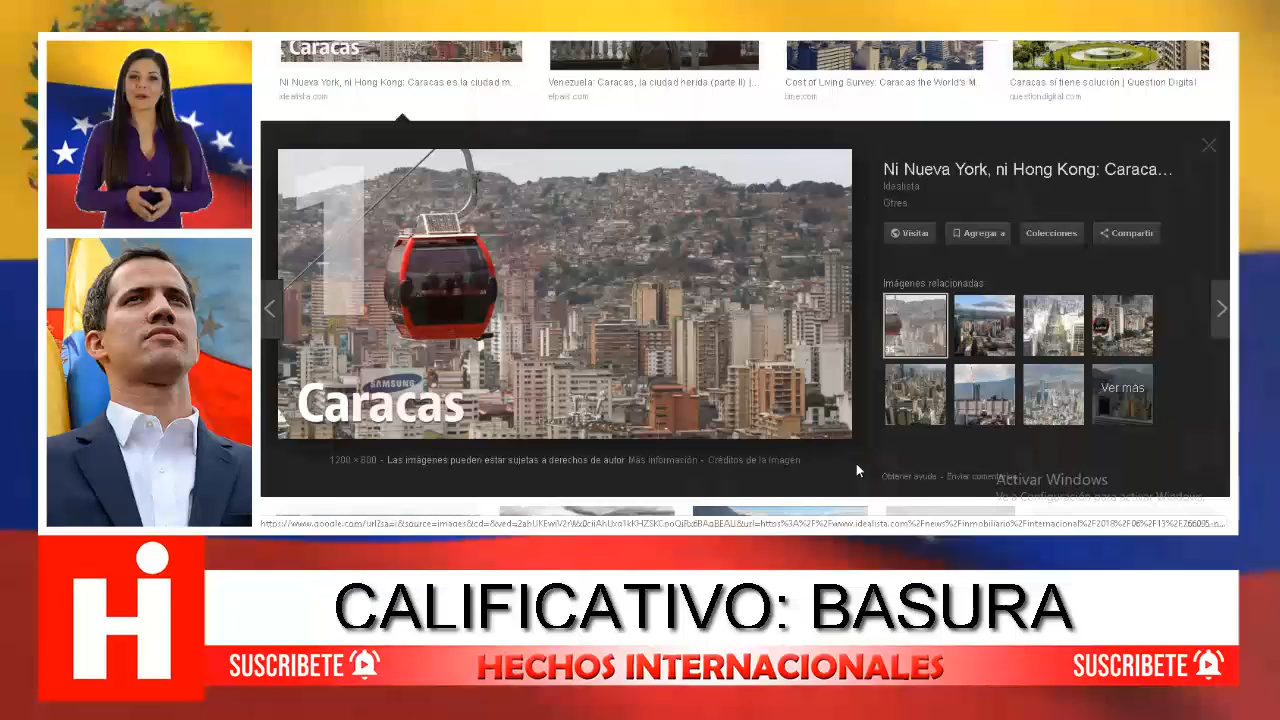 Caracas
Ni Nueva York, ni Hong Kong: Caracas es la ciudad m.
idealista.com
Venezuela: Caracas, la ciudad herida (parte II) |...
elpais.com
Cost of Living Survey: Caracas the World's M
time.com
Caracas sí tiene solución | Question Digital
questiondigital.com
Ni Nueva York, ni Hong Kong: Caraca...
Idealista
Gtres
Visitar
Agregar a
Colecciones
Compartir
Imágenes relacionadas
1
35
Ver más
SAMSUNG
Caracas
1200 × 800 - Las imágenes pueden estar sujetas a derechos de autor Más información - Créditos de la imagen
Obtener ayuda - Enviar comentarios
Activar Windows
Ve a Configuración para activar Windows.
Hi
CALIFICATIVO: BASURA
SUSCRIBETE
HECHOS INTERNACIONALES
SUSCRIBETE